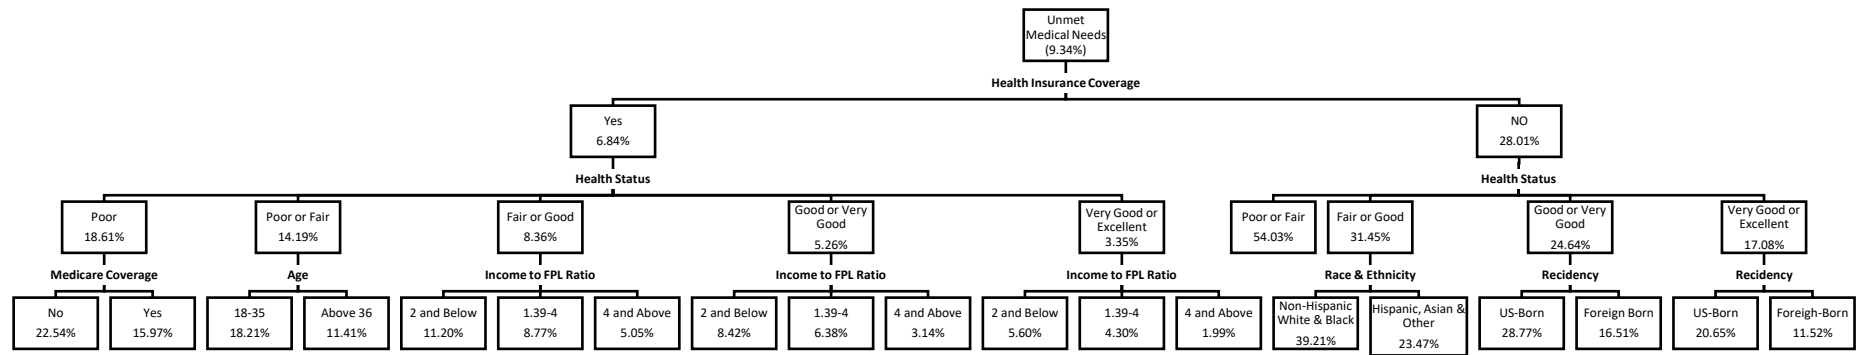 Unmet
Medical Needs
(9.34%)
Health Insurance Coverage
Yes
6.84%
NO
28.01%
Health Status
Health Status
Poor
18.61%
Poor or Fair
14.19%
Fair or Good
8.36%
Good or Very
Good
5.26%
Very Good or
Excellent
3.35%
Poor or Fair
54.03%
Fair or Good
31.45%
Good or Very
Good
24.64%
Very Good or
Excellent
17.08%
Medicare Coverage
Age
Income to FPL Ratio
Income to FPL Ratio
Income to FPL Ratio
Race & Ethnicity
Recidency
Recidency
No
22.54%
Yes
15.97%
18-35
18.21%
Above 36
11.41%
2 and Below
11.20%
1.39-4
8.77%
4 and Above
5.05%
2 and Below
8.42%
1.39-4
6.38%
4 and Above
3.14%
2 and Below
5.60%
1.39-4
4.30%
4 and Above
1.99%
Non-Hispanic
White & Black
39.21%
Hispanic, Asian &
Other
23.47%
US-Born
28.77%
Foreign Born
16.51%
US-Born
20.65%
Foreigh-Born
11.52%